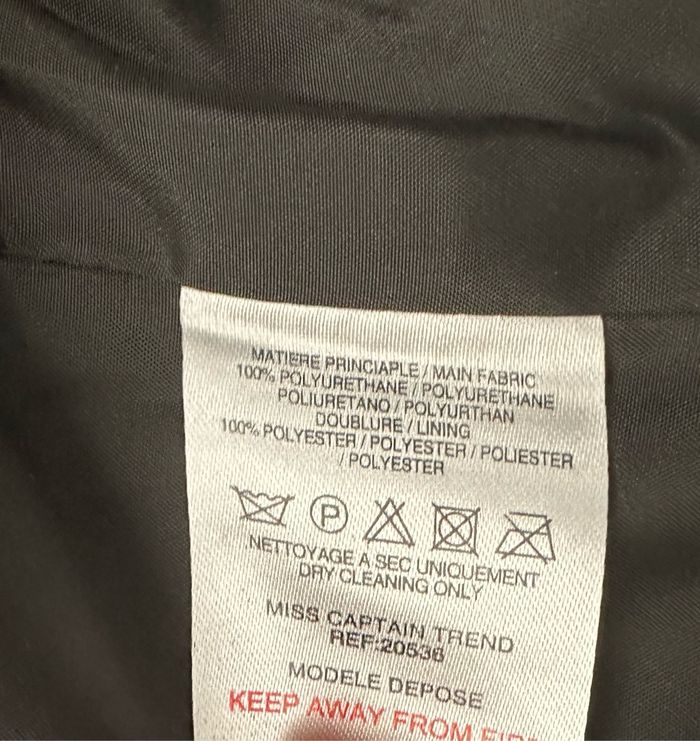 MATIERE PRINCIAPLE / MAIN FABRIC
100% POLYURETHANE / POLYURETHANE
POLIURETANO / POLYURTHAN
DOUBLURE / LINING
100% POLYESTER / POLYESTER / POLIESTER
/ POLYESTER
P
NETTOYAGE A SEC UNIQUEMENT
DRY CLEANING ONLY
MISS CAPTAIN TREND
REF:20536
MODELE DEPOSE
KEEP AWAY FROM